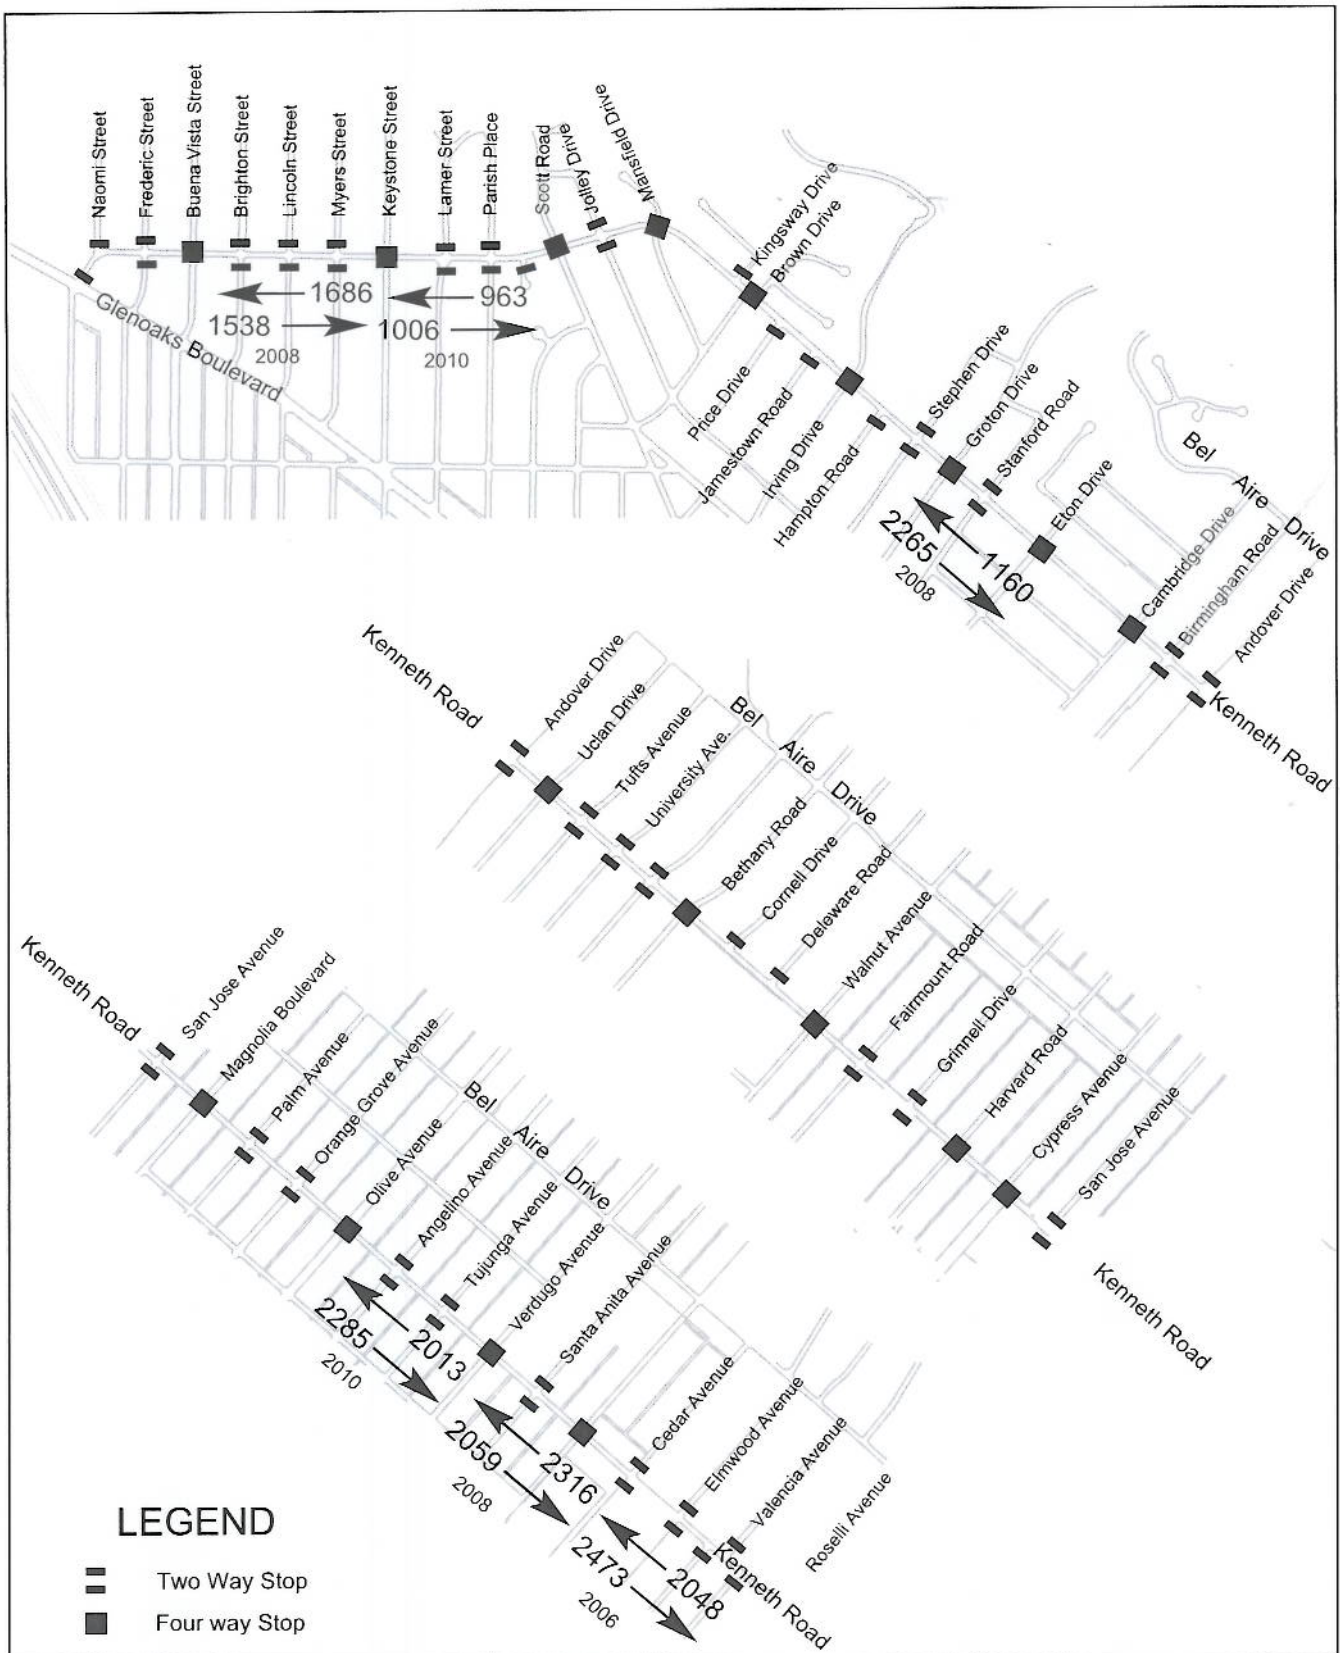 Naomi Street
Frederic Street
Buena Vista Street
Brighton Street
Lincoln Street
Myers Street
Keystone Street
Lamer Street
Parish Place
Scott Road
Jolley Drive
Mansfield Drive
Kingsway Drive
Brown Drive
Glenoaks Boulevard
1686
963
1538
1006
2008
2010
Price Drive
Jamestown Road
Irving Drive
Hampton Road
Stephen Drive
Groton Drive
Stanford Road
Eton Drive
Bel Aire Drive
Cambridge Drive
Birmingham Road
Andover Drive
2265
1160
2008
Kenneth Road
Kenneth Road
Andover Drive
Uclan Drive
Tufts Avenue
University Ave.
Bel Aire Drive
Bethany Road
Cornell Drive
Deleware Road
Walnut Avenue
Fairmount Road
Grinnell Drive
Harvard Road
Cypress Avenue
San Jose Avenue
Kenneth Road
Kenneth Road
San Jose Avenue
Magnolia Boulevard
Palm Avenue
Orange Grove Avenue
Olive Avenue
Bel Aire Drive
Angelino Avenue
Tujunga Avenue
Verdugo Avenue
Santa Anita Avenue
Cedar Avenue
Elmwood Avenue
Valencia Avenue
Roselli Avenue
2285
2013
2010
2059
2316
2008
2473
2048
2006
Kenneth Road
LEGEND
Two Way Stop
Four way Stop